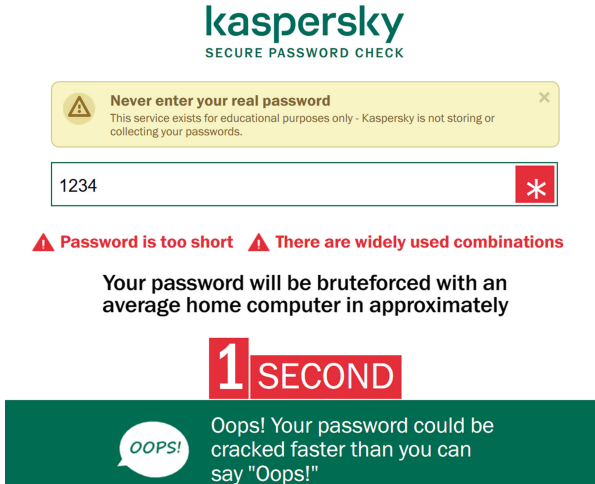 kaspersky
SECURE PASSWORD CHECK
Never enter your real password
This service exists for educational purposes only - Kaspersky is not storing or
collecting your passwords.
1234
*
Password is too short There are widely used combinations
Your password will be bruteforced with an
average home computer in approximately
1 SECOND
OOPS!
Oops! Your password could be
cracked faster than you can
say "Oops!"